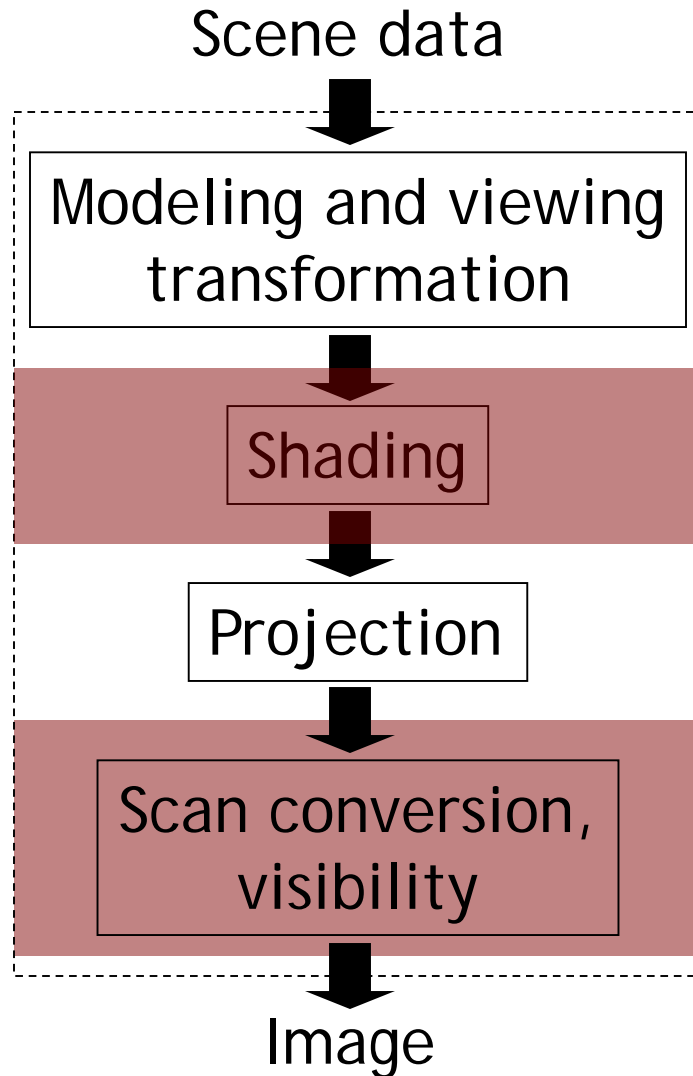 Scene data
Modeling and viewing
transformation
Shading
Projection
Scan conversion,
visibility
Image